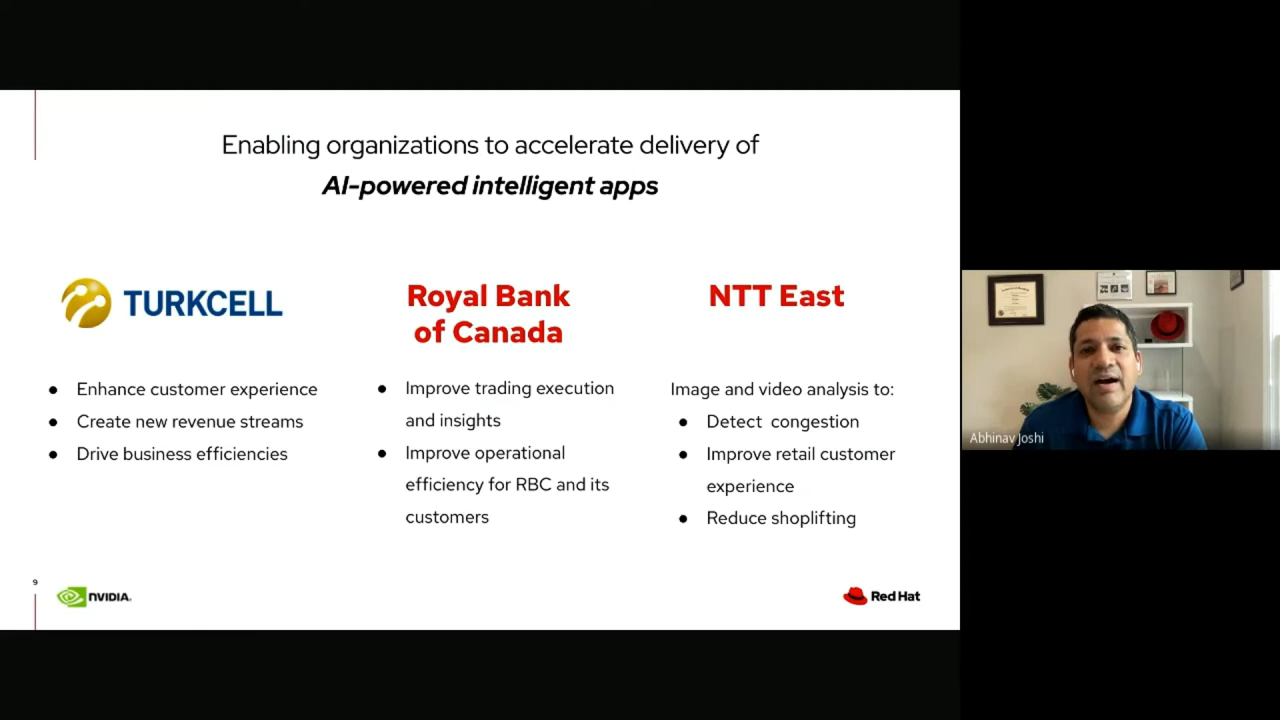 Enabling organizations to accelerate delivery of
AI-powered intelligent apps
TURKCELL
● Enhance customer experience
● Create new revenue streams
● Drive business efficiencies
Royal Bank
of Canada
● Improve trading execution
and insights
● Improve operational
efficiency for RBC and its
customers
NTT East
Image and video analysis to:
● Detect congestion
● Improve retail customer
experience
● Reduce shoplifting
9
NVIDIA.
Red Hat
Abhinav Joshi